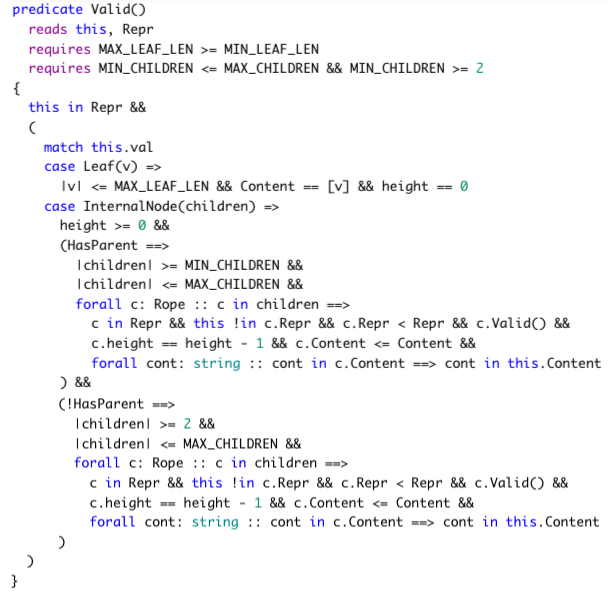 predicate Valid()
  reads this, Repr
  requires MAX_LEAF_LEN >= MIN_LEAF_LEN
  requires MIN_CHILDREN <= MAX_CHILDREN && MIN_CHILDREN >= 2
{
  this in Repr &&
  (
    match this.val
    case Leaf(v) =>
      |v| <= MAX_LEAF_LEN && Content == [v] && height == 0
    case InternalNode(children) =>
      height >= 0 &&
      (HasParent ==>
        |children| >= MIN_CHILDREN &&
        |children| <= MAX_CHILDREN &&
        forall c: Rope :: c in children ==>
          c in Repr && this !in c.Repr && c.Repr < Repr && c.Valid() &&
          c.height == height - 1 && c.Content <= Content &&
          forall cont: string :: cont in c.Content ==> cont in this.Content
      ) &&
      (!HasParent ==>
        |children| >= 2 &&
        |children| <= MAX_CHILDREN &&
        forall c: Rope :: c in children ==>
          c in Repr && this !in c.Repr && c.Repr < Repr && c.Valid() &&
          c.height == height - 1 && c.Content <= Content &&
          forall cont: string :: cont in c.Content ==> cont in this.Content
      )
  )
}